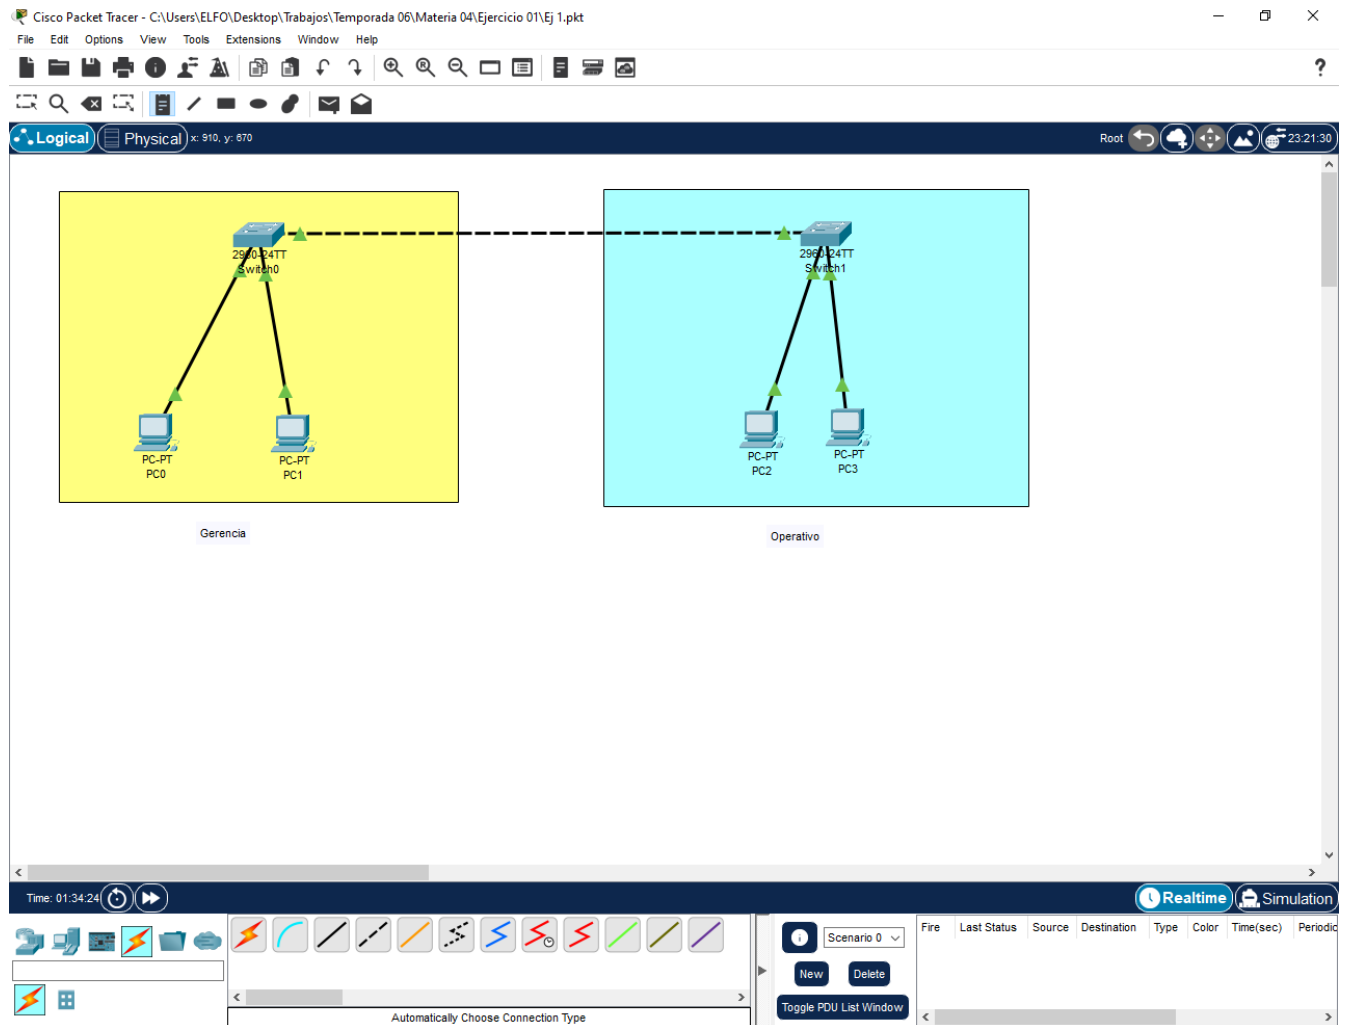 Cisco Packet Tracer - C:\Users\ELFO\Desktop\Trabajos\Temporada 06\Materia 04\Ejercicio 01\Ej 1.pkt
File Edit Options View Tools Extensions Window Help
Logical Physical x: 910, y: 670 Root 23:21:30
2960-24TT
Switch0
2960-24TT
Switch1
PC-PT
PC0
PC-PT
PC1
PC-PT
PC2
PC-PT
PC3
Gerencia
Operativo
Time: 01:34:24 Realtime Simulation
Scenario 0
New Delete
Toggle PDU List Window
Fire Last Status Source Destination Type Color Time(sec) Periodic
Automatically Choose Connection Type